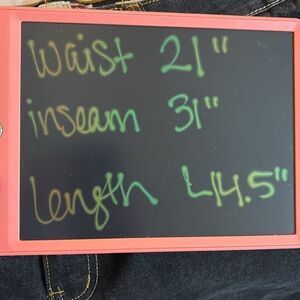 waist 21"
inseam 31"
Length 44.5"